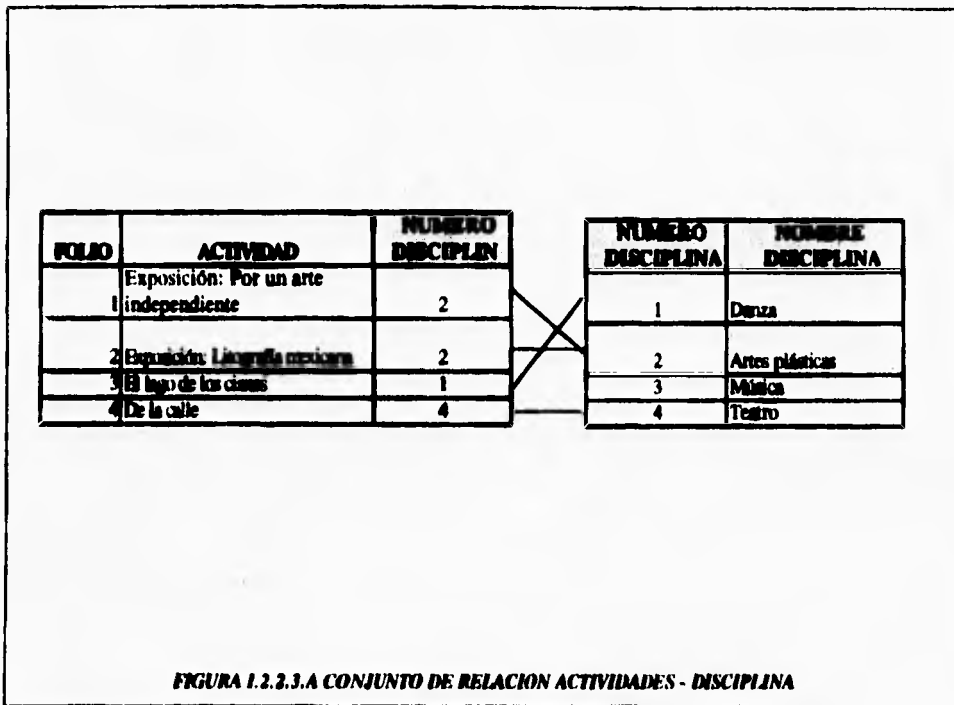 FOLIO ACTIVIDAD NUMERO DISCIPLIN
1 Exposición: Por un arte independiente 2
2 Exposición: Litografía mexicana 2
3 El lago de los cisnes 1
4 De la calle 4
NUMERO DISCIPLINA NOMBRE DISCIPLINA
1 Danza
2 Artes plásticas
3 Música
4 Teatro
FIGURA 1.2.2.3.A CONJUNTO DE RELACION ACTIVIDADES - DISCIPLINA